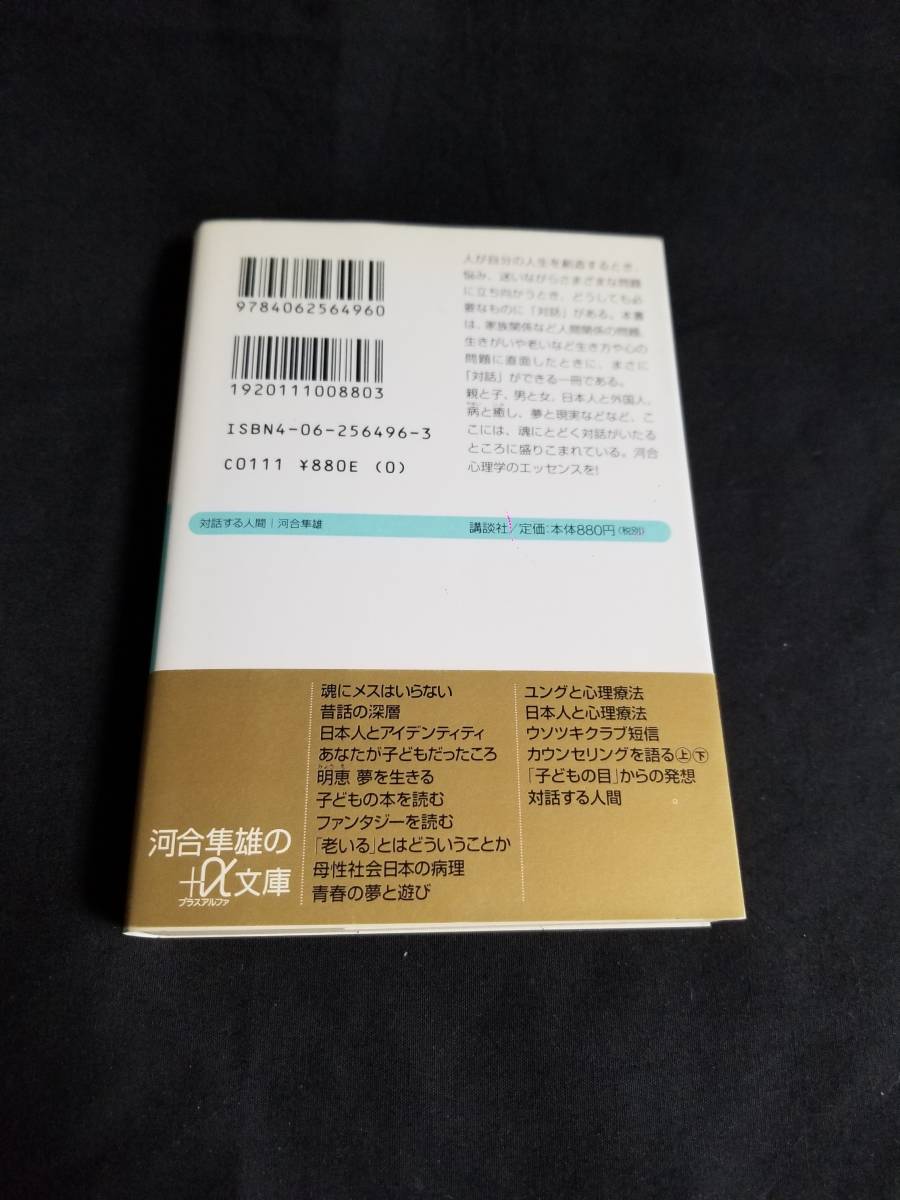 9784062564960
1920111008803
ISBN4-06-256496-3
C0111 ¥880E (0)
人が自分の人生を創造するとき、
悩み、迷いながらさまざまな問題
に立ち向かうとき、どうしても必
要なものに「対話」がある。本書
は、家族関係など人間関係の問題、
生きがいや老いなど生き方や心の
問題に直面したときに、まさに
「対話」ができる一冊である。
親と子、男と女、日本人と外国人、
病と癒し、夢と現実などなど、こ
こには、魂にとどく対話がいたる
ところに盛りこまれている。河合
心理学のエッセンスを!
対話する人間|河合隼雄
講談社/定価:本体880円(税別)
魂にメスはいらない
昔話の深層
日本人とアイデンティティ
あなたが子どもだったころ
明恵 夢を生きる
子どもの本を読む
ファンタジーを読む
「老いる」とはどういうことか
母性社会日本の病理
青春の夢と遊び
ユングと心理療法
日本人と心理療法
ウソツキクラブ短信
カウンセリングを語る上下
「子どもの目」からの発想
対話する人間
河合隼雄の
+α文庫
プラスアルファ